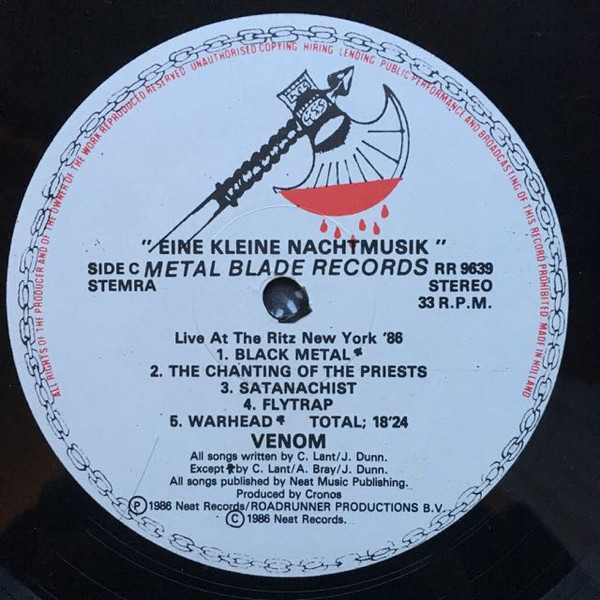 ALL RIGHTS OF THE PRODUCER AND OF THE OWNER OF THE WORK REPRODUCED RESERVED UNAUTHORISED COPYING HIRING LENDING PUBLIC PERFORMANCE AND BROADCASTING OF THIS RECORD PROHIBITED MADE IN HOLLAND
" EINE KLEINE NACHTMUSIK "
SIDE C METAL BLADE RECORDS RR 9639
STEMRA STEREO
33 R.P.M.
Live At The Ritz New York '86
1. BLACK METAL*
2. THE CHANTING OF THE PRIESTS
3. SATANACHIST
4. FLYTRAP
5. WARHEAD* TOTAL; 18'24
VENOM
All songs written by C. Lant/J. Dunn.
Except * by C. Lant/A. Bray/J. Dunn.
All songs published by Neat Music Publishing.
Produced by Cronos
Ⓟ 1986 Neat Records/ROADRUNNER PRODUCTIONS B.V.
© 1986 Neat Records.